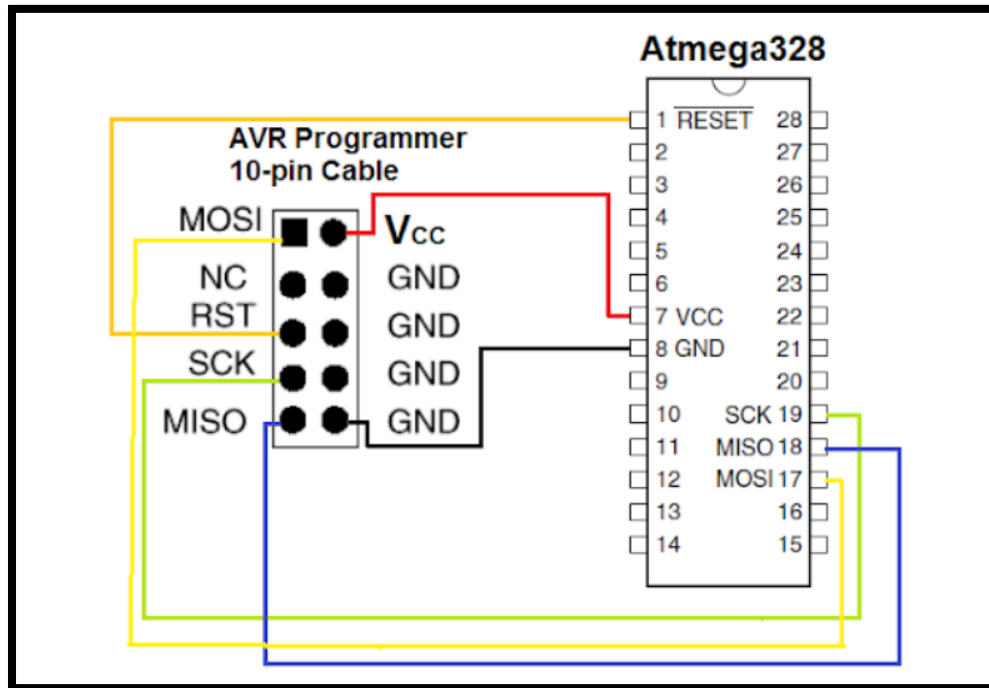 Atmega328
AVR Programmer
10-pin Cable
MOSI VCC
NC GND
RST GND
SCK GND
MISO GND
1 RESET 28
2 27
3 26
4 25
5 24
6 23
7 VCC 22
8 GND 21
9 20
10 SCK 19
11 MISO 18
12 MOSI 17
13 16
14 15